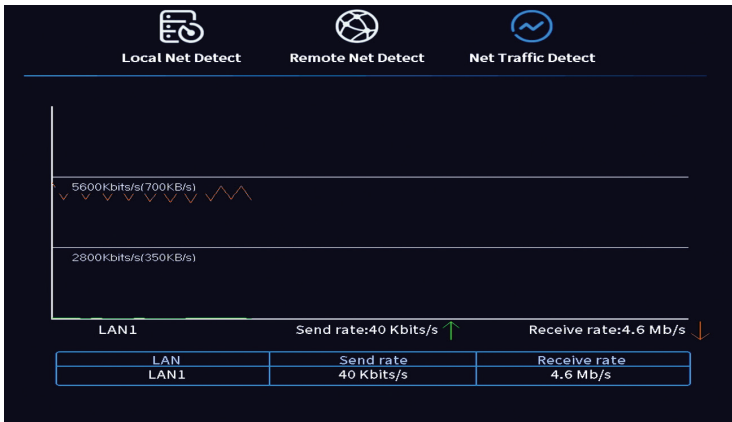 Local Net Detect Remote Net Detect Net Traffic Detect
5600Kbits/s(700KB/s)
2800Kbits/s(350KB/s)
LAN1 Send rate:40 Kbits/s Receive rate:4.6 Mb/s
LAN Send rate Receive rate
LAN1 40 Kbits/s 4.6 Mb/s